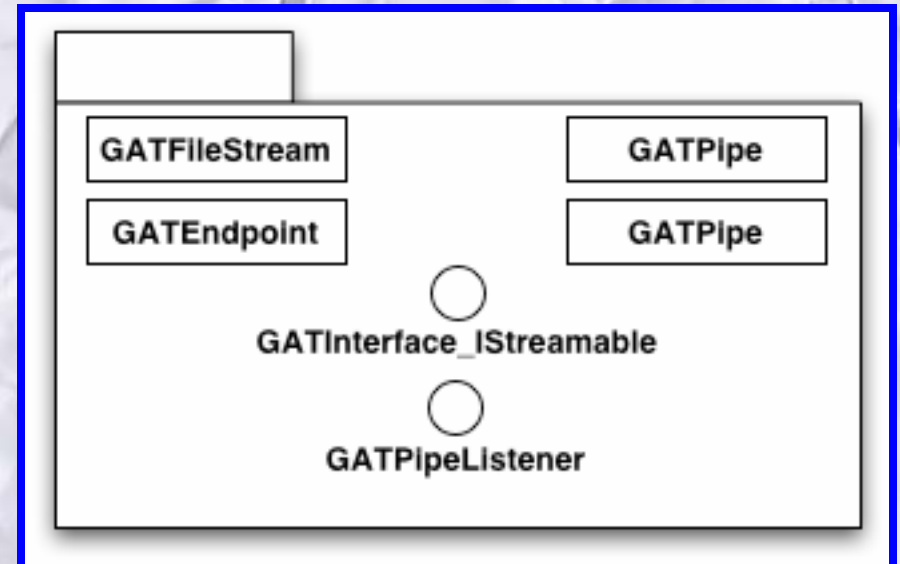 GATFileStream
GATPipe
GATEndpoint
GATPipe
GATInterface_IStreamable
GATPipeListener